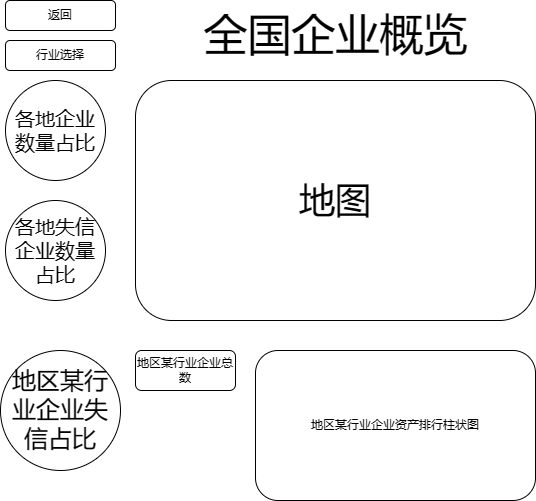 返回
全国企业概览
行业选择
各地企业
数量占比
地图
各地失信
企业数量
占比
地区某行
业企业失
信占比
地区某行业企业总
数
地区某行业企业资产排行柱状图